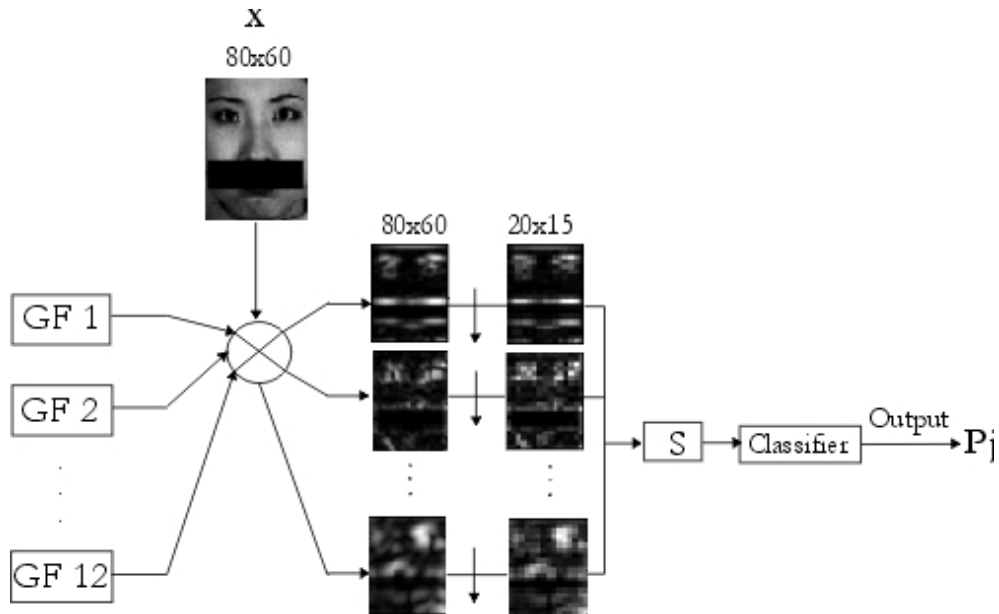 X
80x60
80x60
20x15
GF 1
GF 2
GF 12
S
Classifier
Output
Pj